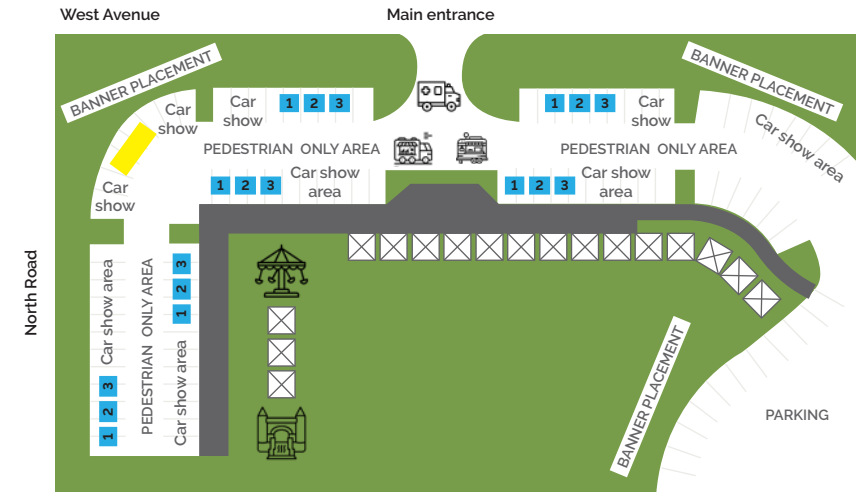 West Avenue
Main entrance
BANNER PLACEMENT
BANNER PLACEMENT
Car
show
Car
show
1 2 3
1 2 3
Car
show
Car show area
PEDESTRIAN ONLY AREA
PEDESTRIAN ONLY AREA
Car
show
1 2 3
Car show
area
1 2 3
Car show
area
North Road
Car show area
1 2 3
PEDESTRIAN ONLY AREA
1 2 3
Car show area
BANNER PLACEMENT
PARKING